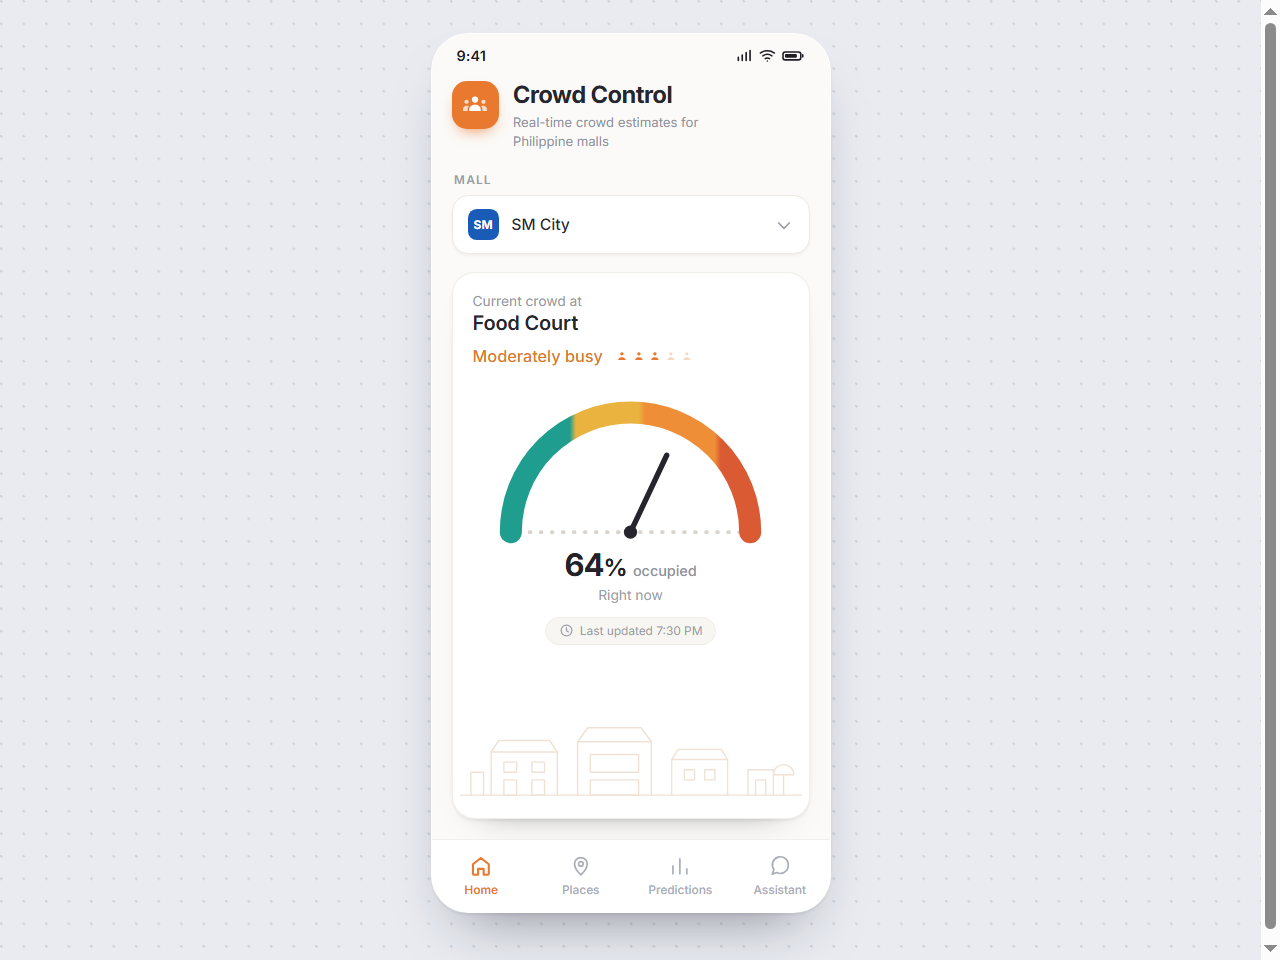 9:41
Crowd Control
Real-time crowd estimates for
Philippine malls
MALL
SM
SM City
Current crowd at
Food Court
Moderately busy
64% occupied
Right now
Last updated 7:30 PM
Home
Places
Predictions
Assistant